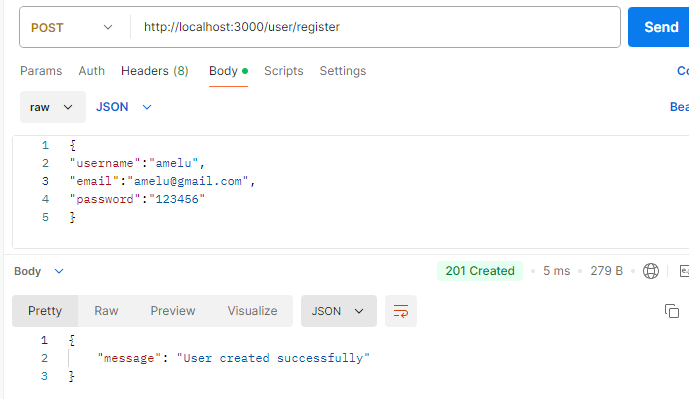 POST http://localhost:3000/user/register Send
Params Auth Headers (8) Body Scripts Settings
raw JSON
1 {
2 "username":"amelu",
3 "email":"amelu@gmail.com",
4 "password":"123456"
5 }
Body 201 Created 5 ms 279 B
Pretty Raw Preview Visualize JSON
1 {
2 "message": "User created successfully"
3 }